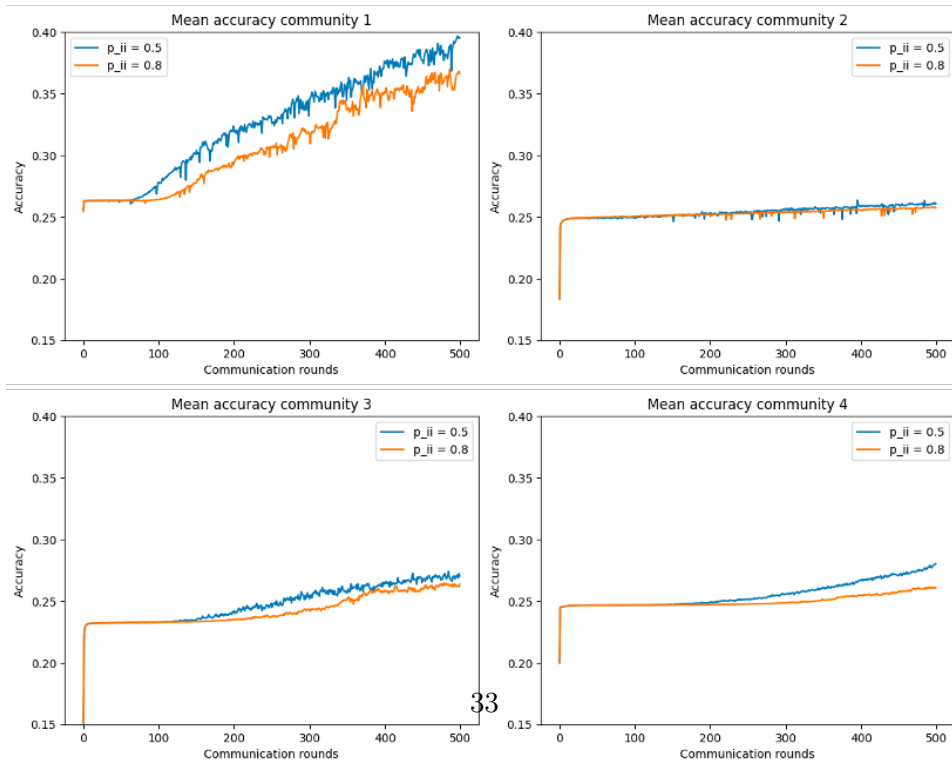 Mean accuracy community 1
0.40
0.35
0.30
0.25
0.20
0.15
Accuracy
p_ii = 0.5
p_ii = 0.8
0 100 200 300 400 500
Communication rounds
Mean accuracy community 2
0.40
0.35
0.30
0.25
0.20
0.15
Accuracy
p_ii = 0.5
p_ii = 0.8
0 100 200 300 400 500
Communication rounds
Mean accuracy community 3
0.40
0.35
0.30
0.25
0.20
0.15
Accuracy
p_ii = 0.5
p_ii = 0.8
0 100 200 300 400 500
Communication rounds
Mean accuracy community 4
0.40
0.35
0.30
0.25
0.20
0.15
Accuracy
p_ii = 0.5
p_ii = 0.8
0 100 200 300 400 500
Communication rounds
33